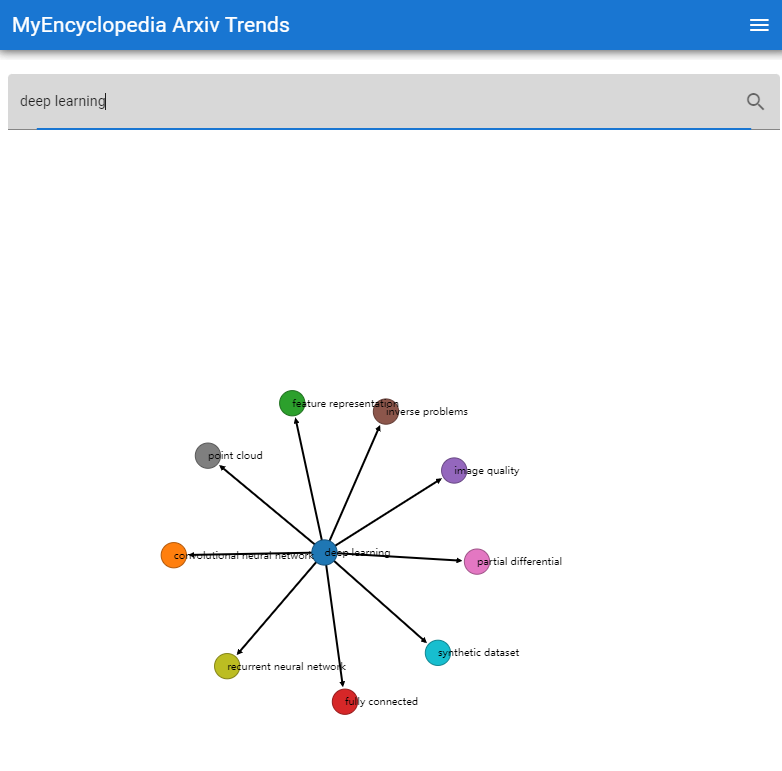 MyEncyclopedia Arxiv Trends
deep learning
feature representation
inverse problems
point cloud
image quality
convolutional neural network
deep learning
partial differential
synthetic dataset
recurrent neural network
fully connected